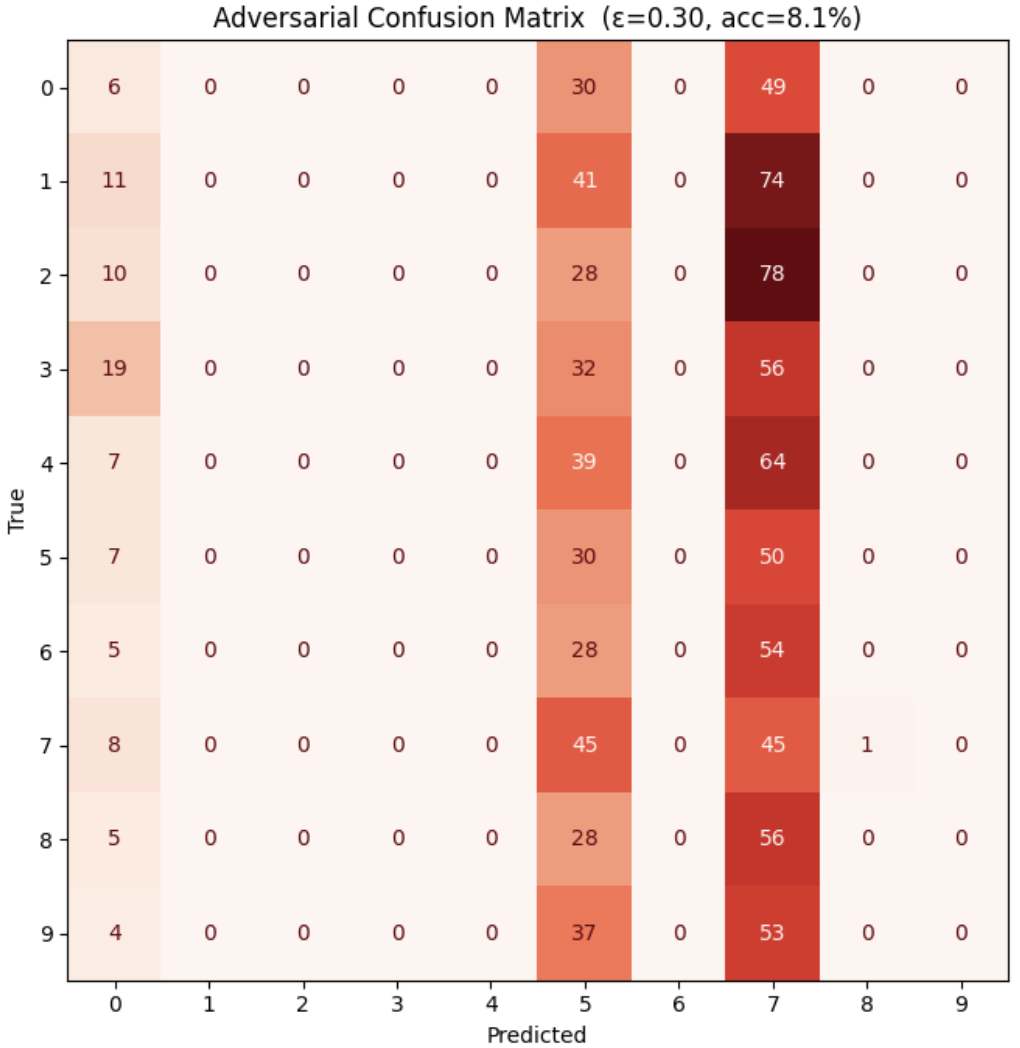 Adversarial Confusion Matrix (ε=0.30, acc=8.1%)
0 6 0 0 0 0 30 0 49 0 0
1 11 0 0 0 0 41 0 74 0 0
2 10 0 0 0 0 28 0 78 0 0
3 19 0 0 0 0 32 0 56 0 0
4 7 0 0 0 0 39 0 64 0 0
True
5 7 0 0 0 0 30 0 50 0 0
6 5 0 0 0 0 28 0 54 0 0
7 8 0 0 0 0 45 0 45 1 0
8 5 0 0 0 0 28 0 56 0 0
9 4 0 0 0 0 37 0 53 0 0
0 1 2 3 4 5 6 7 8 9
Predicted